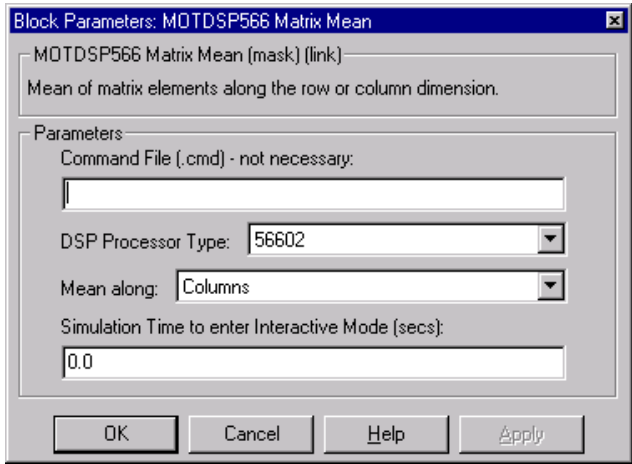 Block Parameters: MOTDSP566 Matrix Mean
MOTDSP566 Matrix Mean (mask) (link)
Mean of matrix elements along the row or column dimension.
Parameters
Command File (.cmd) - not necessary:
DSP Processor Type: 56602
Mean along: Columns
Simulation Time to enter Interactive Mode (secs):
0.0
OK Cancel Help Apply